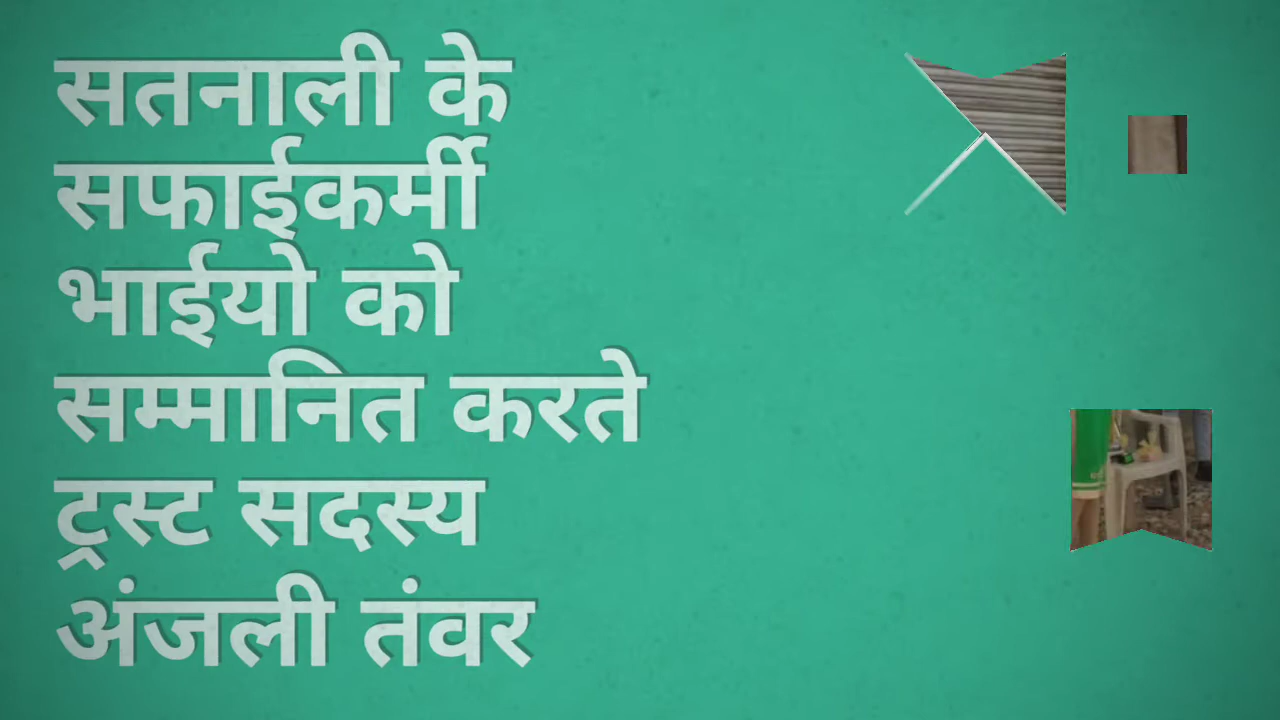 सतनाली के
सफाईकर्मी
भाईयो को
सम्मानित करते
ट्रस्ट सदस्य
अंजली तंवर